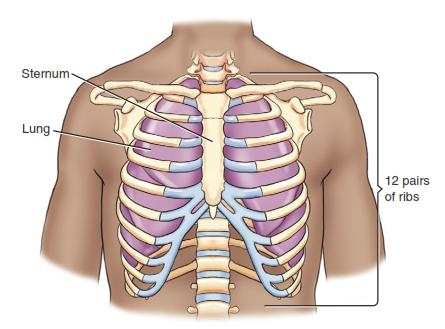 Sternum
Lung
12 pairs
of ribs